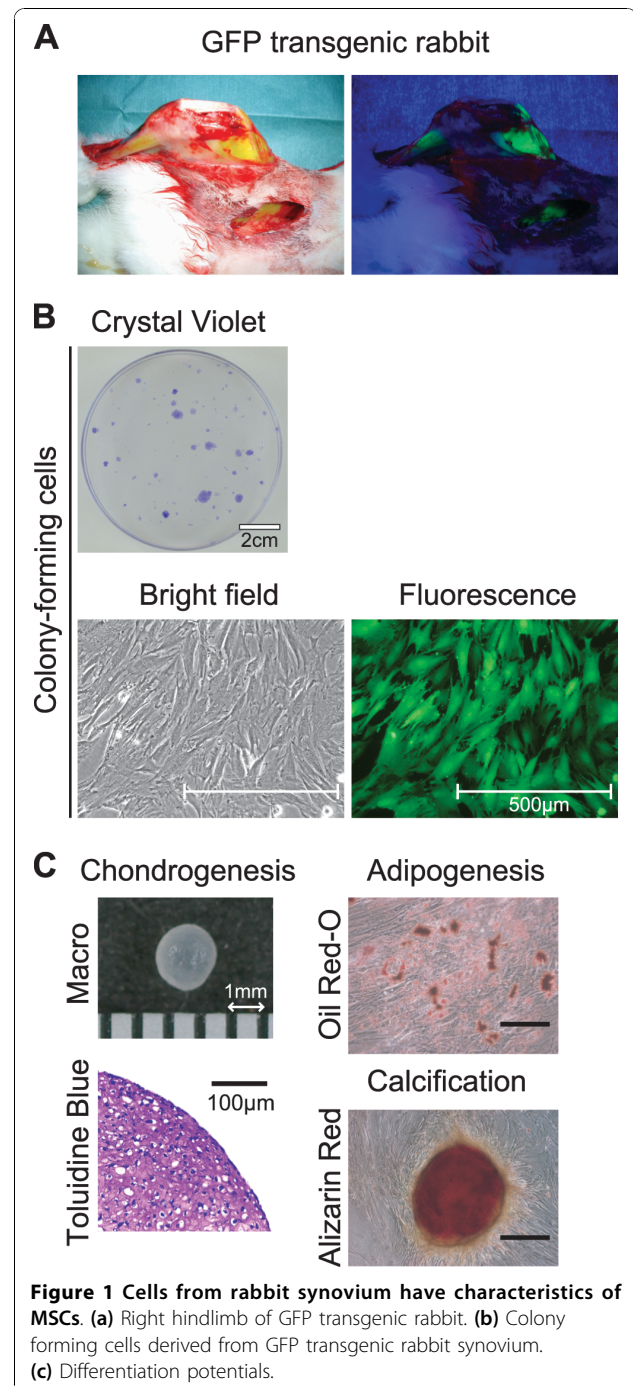 A
GFP transgenic rabbit
B
Crystal Violet
Colony-forming cells
2cm
Bright field
Fluorescence
500µm
C
Chondrogenesis
Adipogenesis
Macro
1mm
Oil Red-O
Toluidine Blue
100µm
Calcification
Alizarin Red
Figure 1 Cells from rabbit synovium have characteristics of
MSCs. (a) Right hindlimb of GFP transgenic rabbit. (b) Colony
forming cells derived from GFP transgenic rabbit synovium.
(c) Differentiation potentials.